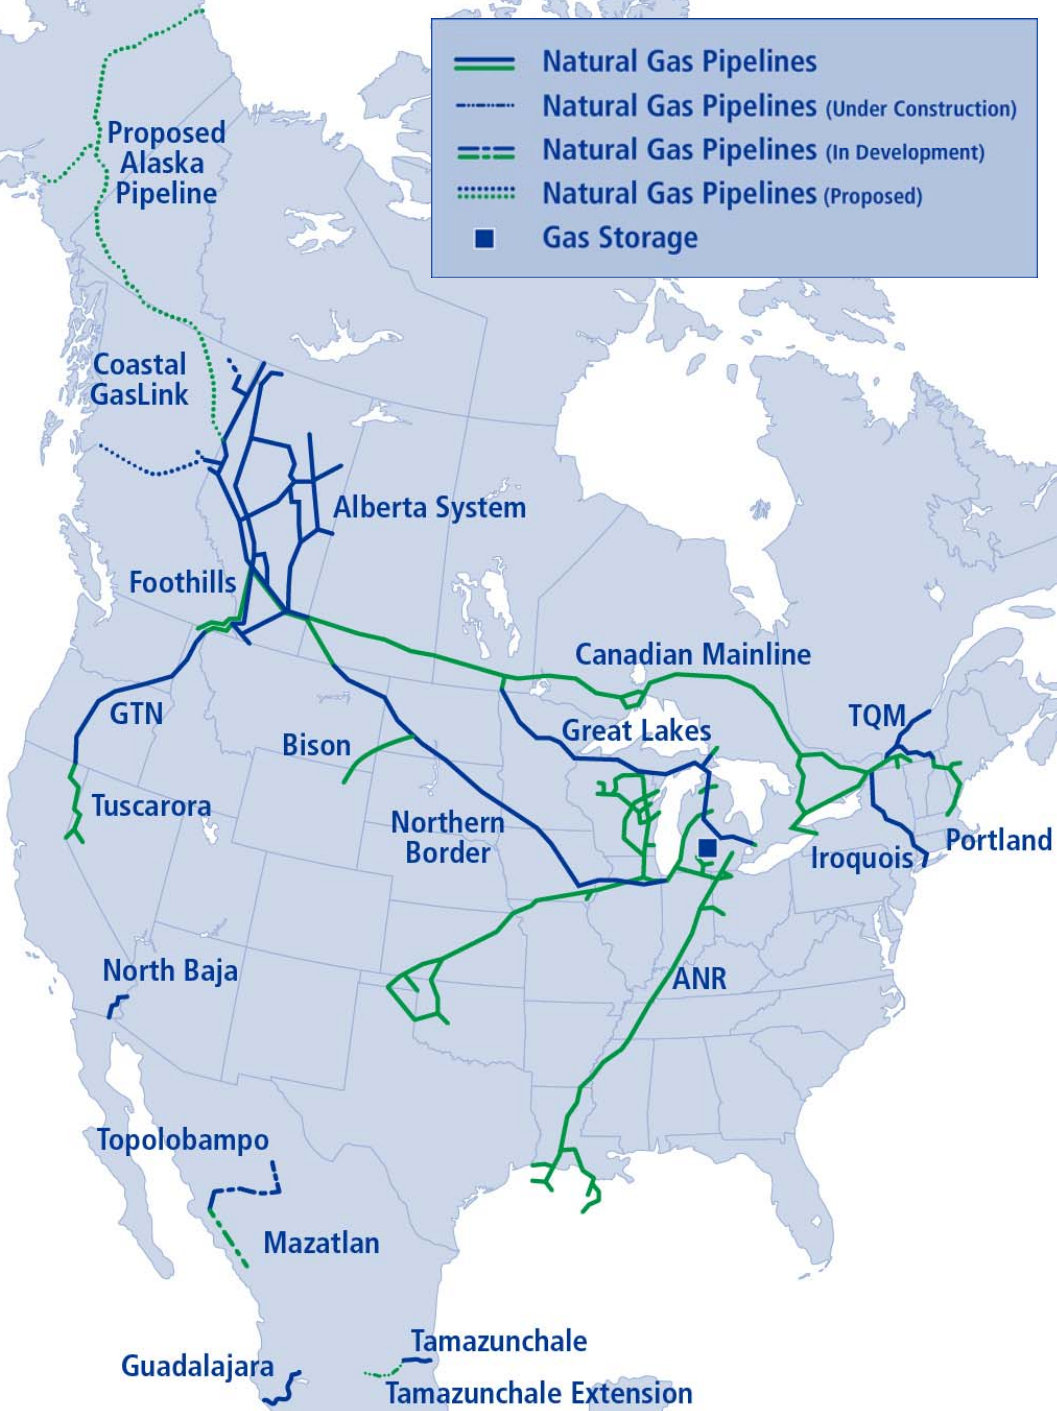 Natural Gas Pipelines
Natural Gas Pipelines (Under Construction)
Natural Gas Pipelines (In Development)
Natural Gas Pipelines (Proposed)
Gas Storage
Proposed
Alaska
Pipeline
Coastal
GasLink
Alberta System
Foothills
Canadian Mainline
GTN
TQM
Great Lakes
Bison
Tuscarora
Northern
Border
Portland
Iroquois
North Baja
ANR
Topolobampo
Mazatlan
Tamazunchale
Guadalajara
Tamazunchale Extension